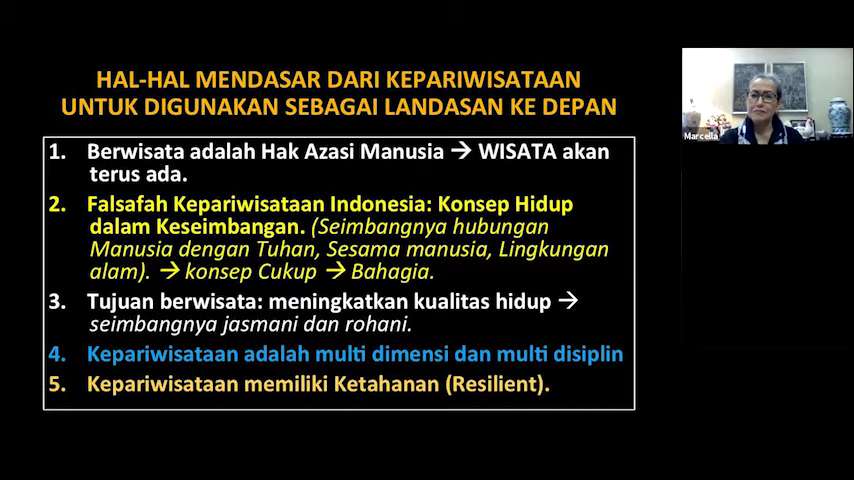 HAL-HAL MENDASAR DARI KEPARIWISATAAN
UNTUK DIGUNAKAN SEBAGAI LANDASAN KE DEPAN
1. Berwisata adalah Hak Azasi Manusia → WISATA akan
terus ada.
2. Falsafah Kepariwisataan Indonesia: Konsep Hidup
dalam Keseimbangan. (Seimbangnya hubungan
Manusia dengan Tuhan, Sesama manusia, Lingkungan
alam). → konsep Cukup → Bahagia.
3. Tujuan berwisata: meningkatkan kualitas hidup →
seimbangnya jasmani dan rohani.
4. Kepariwisataan adalah multi dimensi dan multi disiplin
5. Kepariwisataan memiliki Ketahanan (Resilient).
Marcella